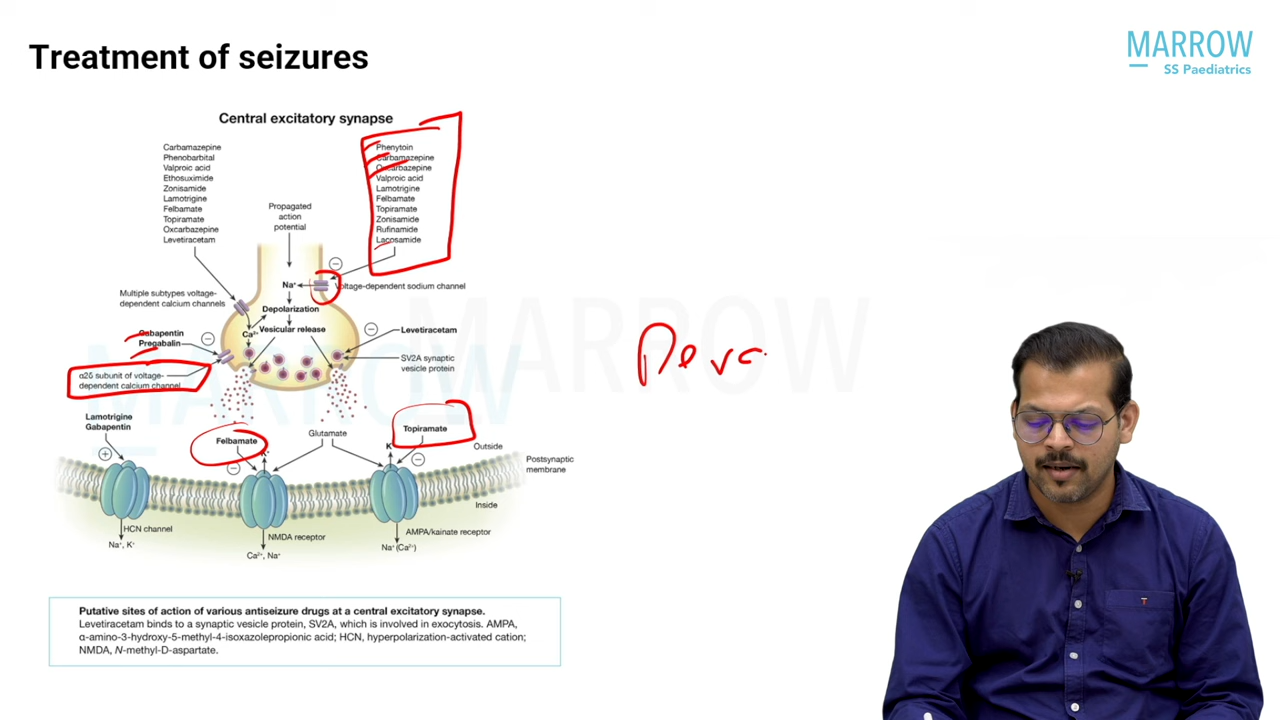 Treatment of seizures
MARROW
SS Paediatrics
Central excitatory synapse
Carbamazepine
Phenobarbital
Valproic acid
Ethosuximide
Zonisamide
Lamotrigine
Felbamate
Topiramate
Oxcarbazepine
Levetiracetam
Propagated
action
potential
Phenytoin
Carbamazepine
Oxcarbazepine
Valproic acid
Lamotrigine
Felbamate
Topiramate
Zonisamide
Rufinamide
Lacosamide
Na⁺
Voltage-dependent sodium channel
Multiple subtypes voltage-
dependent calcium channels
Depolarization
Ca²⁺
Vesicular release
Gabapentin
Pregabalin
Levetiracetam
SV2A synaptic
vesicle protein
α2δ subunit of voltage-
dependent calcium channel
MARROW
MARROW
Pera
Lamotrigine
Gabapentin
Felbamate
Glutamate
Topiramate
K⁺
K
Outside
Postsynaptic
membrane
Inside
HCN channel
Na⁺, K⁺
NMDA receptor
Ca²⁺, Na⁺
AMPA/kainate receptor
Na⁺ (Ca²⁺)
Putative sites of action of various antiseizure drugs at a central excitatory synapse.
Levetiracetam binds to a synaptic vesicle protein, SV2A, which is involved in exocytosis. AMPA,
α-amino-3-hydroxy-5-methyl-4-isoxazolepropionic acid; HCN, hyperpolarization-activated cation;
NMDA, N-methyl-D-aspartate.